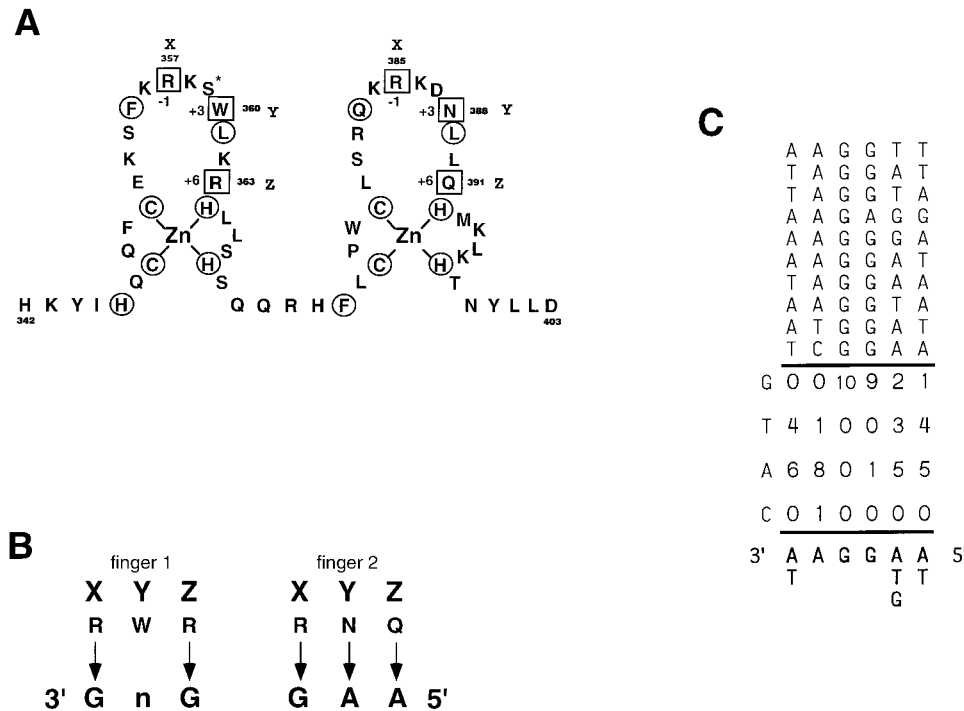 A
X X
357 385
K R K S* K R K D
-1 -1
F +3 W 360 Y Q +3 N 388 Y
S L R L
K K S L
E +6 R 363 Z L +6 Q 391 Z
C H L C H M
F Zn L W Zn K
Q S P K L
C H C H
Q S L T
H K Y I H Q Q R H F N Y L L D
342 403
B
finger 1 finger 2
X Y Z X Y Z
R W R R N Q
3' G n G G A A 5'
C
A A G G T T
T A G G A T
T A G G T A
A A G A G G
A A G G G A
A A G G A T
T A G G A A
A A G G T A
A T G G A T
T C G G A A
G 0 0 10 9 2 1
T 4 1 0 0 3 4
A 6 8 0 1 5 5
C 0 1 0 0 0 0
3' A A G G A A 5
T T T
G